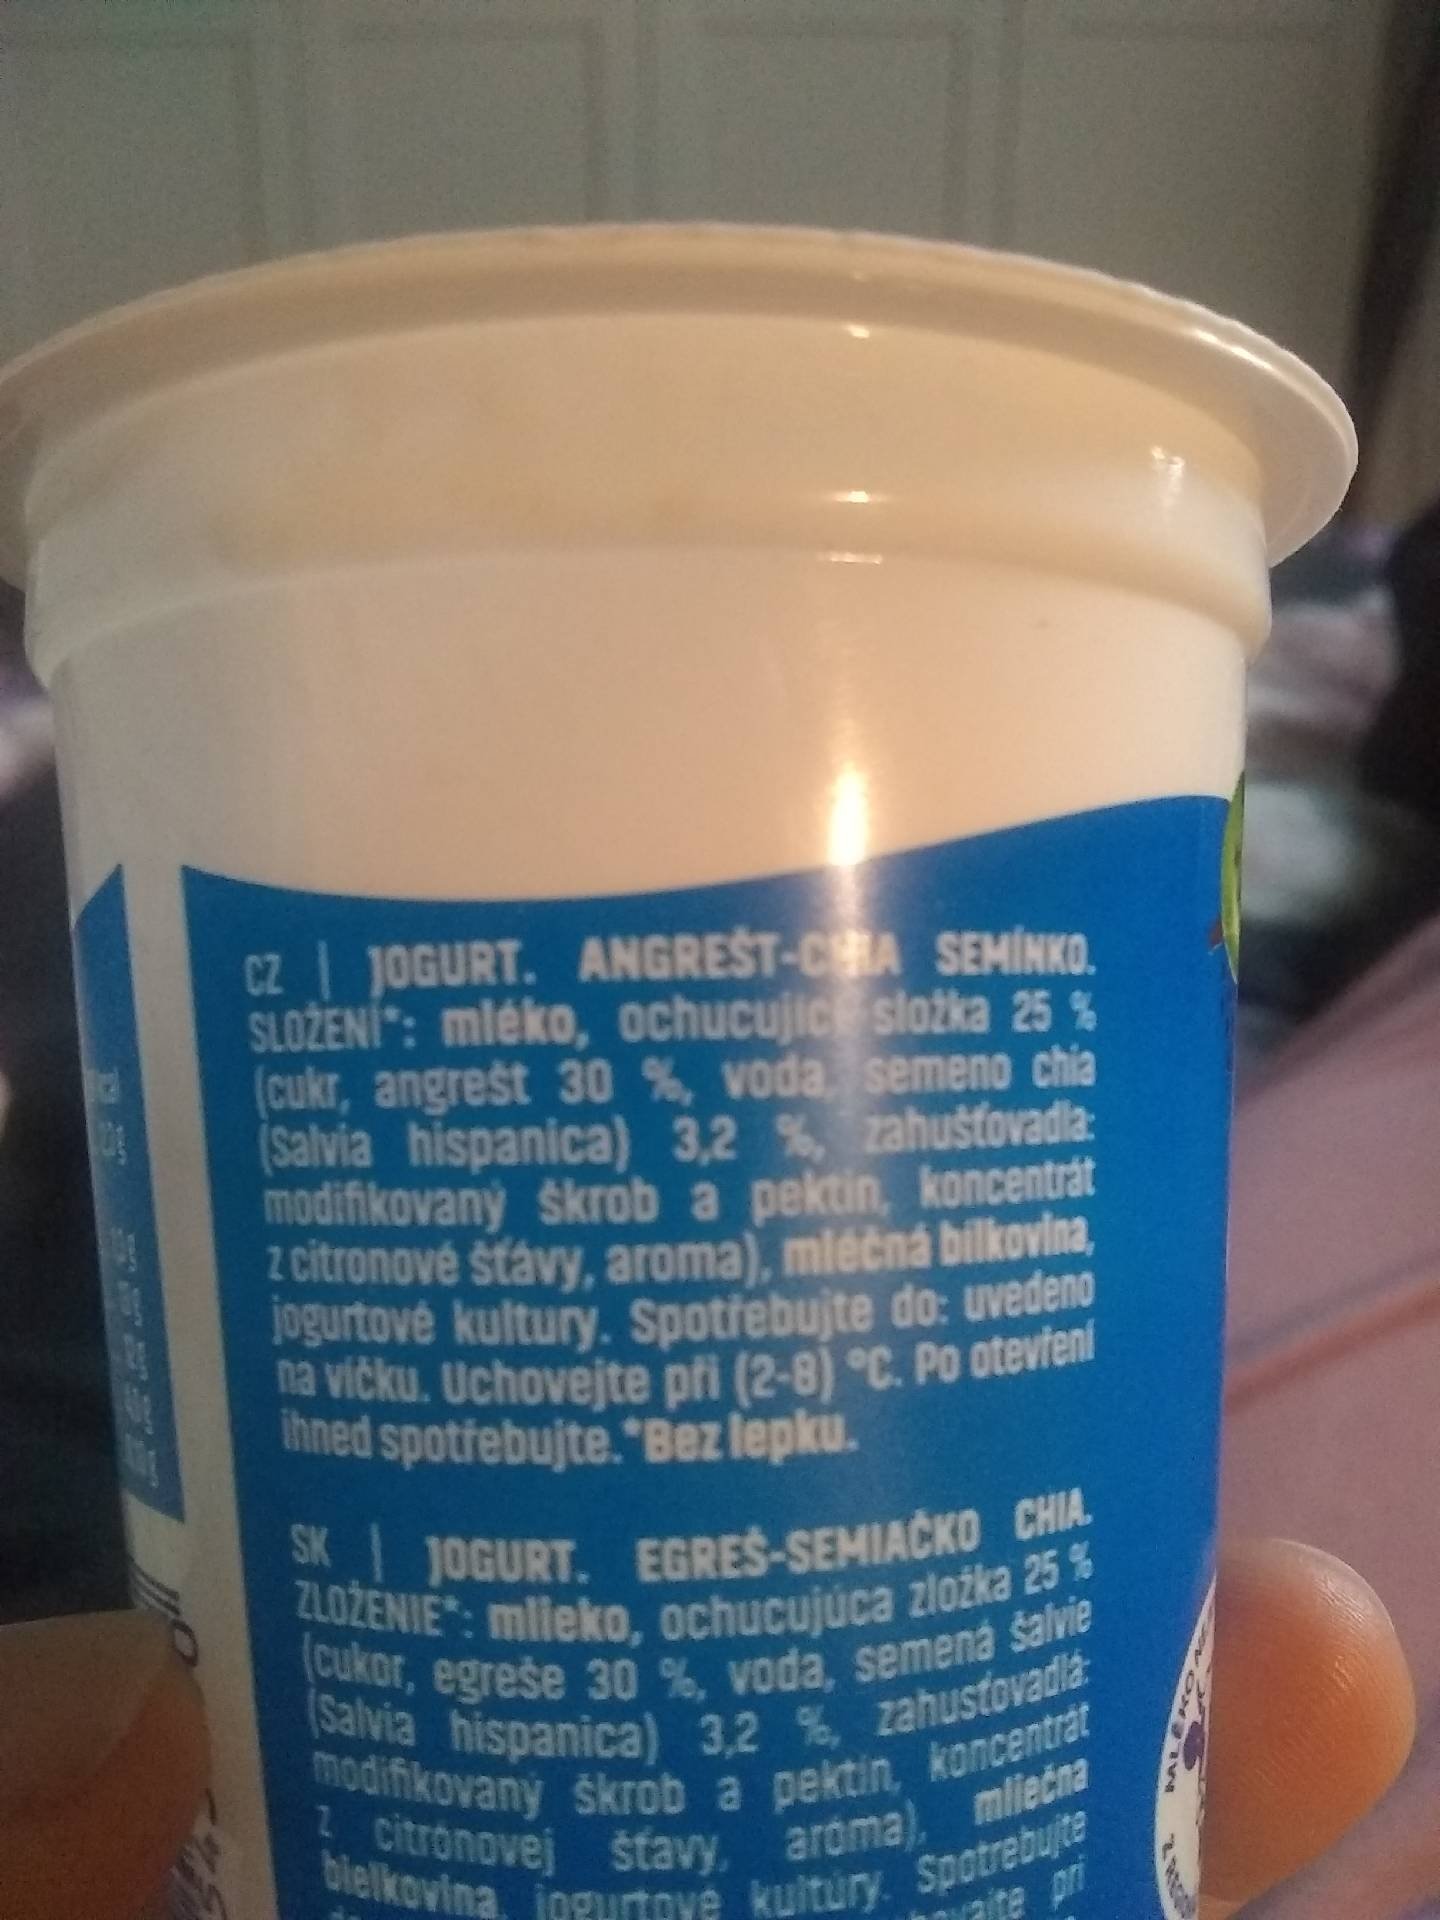 CZ | JOGURT. ANGREŠT-CHIA SEMÍNKO.
SLOŽENÍ*: mléko, ochucující složka 25 %
(cukr, angrešt 30 %, voda, semeno chia
(Salvia hispanica) 3,2 %, zahušťovadla:
modifikovaný škrob a pektin, koncentrát
z citronové šťávy, aroma), mléčná bílkovina,
jogurtové kultury. Spotřebujte do: uvedeno
na víčku. Uchovejte při (2-8) °C. Po otevření
ihned spotřebujte. *Bez lepku.
SK | JOGURT. EGREŠ-SEMIAČKO CHIA.
ZLOŽENIE*: mlieko, ochucujúca zložka 25 %
(cukor, egreše 30 %, voda, semená šalvie
(Salvia hispanica) 3,2 %, zahusťovadlá:
modifikovaný škrob a pektín, koncentrát
z citrónovej šťavy, aróma), mliečna
bielkovina, jogurtové kultúry. Spotrebujte
pri